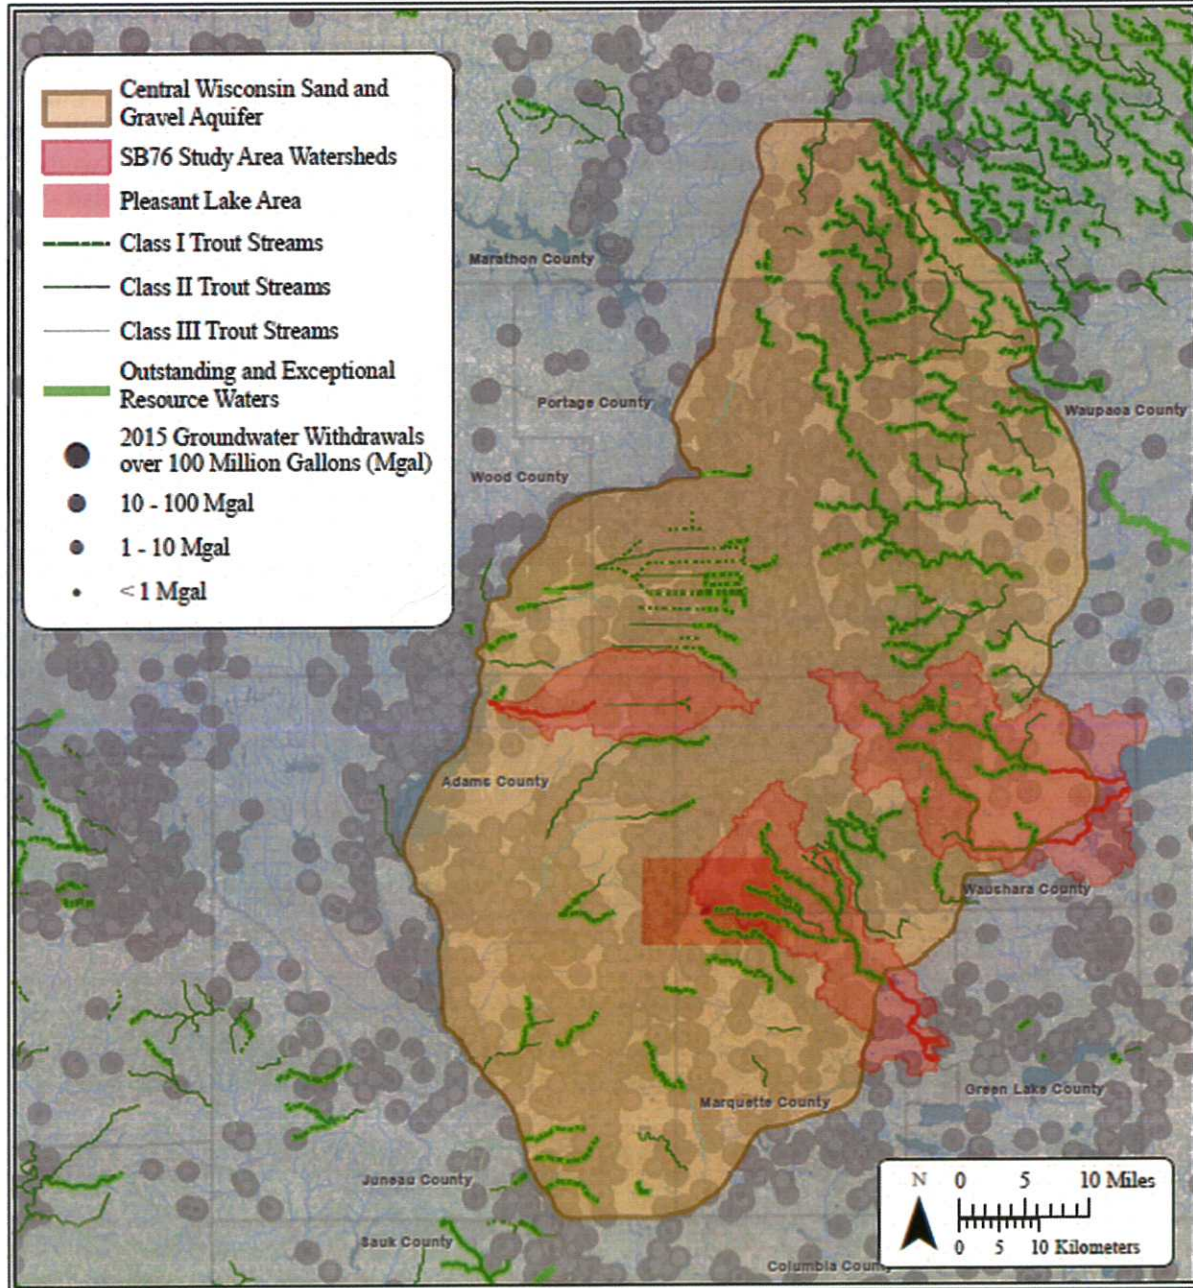 Central Wisconsin Sand and
Gravel Aquifer
SB76 Study Area Watersheds
Pleasant Lake Area
Class I Trout Streams
Class II Trout Streams
Class III Trout Streams
Outstanding and Exceptional
Resource Waters
2015 Groundwater Withdrawals
over 100 Million Gallons (Mgal)
10 - 100 Mgal
1 - 10 Mgal
< 1 Mgal
Marathon County
Portage County
Waupaca County
Wood County
Adams County
Waushara County
Green Lake County
Marquette County
Juneau County
Sauk County
Columbia County
N
0 5 10 Miles
0 5 10 Kilometers